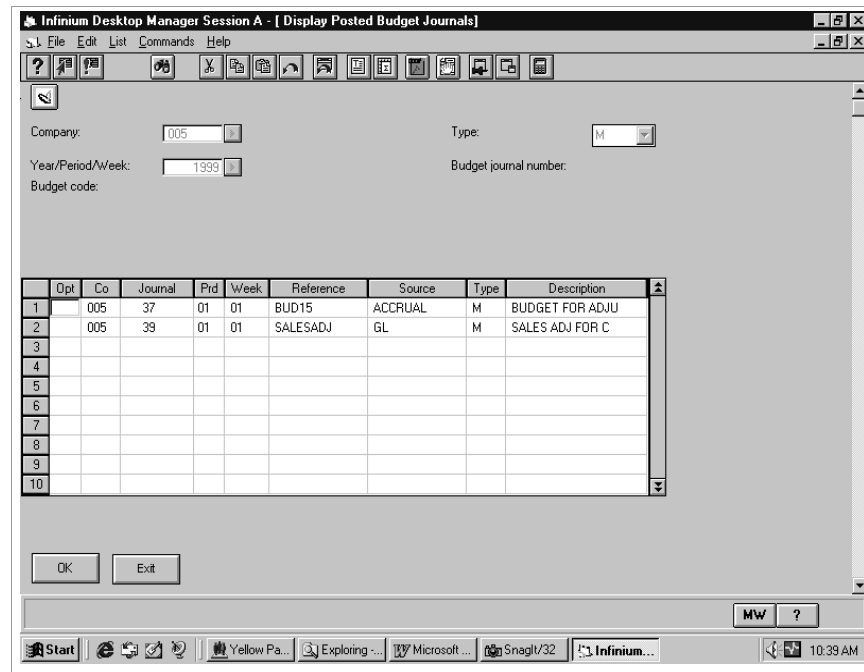 Infinium Desktop Manager Session A - [ Display Posted Budget Journals]
File Edit List Commands Help
Company: 005 Type: M
Year/Period/Week: 1999 Budget journal number:
Budget code:
Opt Co Journal Prd Week Reference Source Type Description
1 005 37 01 01 BUD15 ACCRUAL M BUDGET FOR ADJU
2 005 39 01 01 SALESADJ GL M SALES ADJ FOR C
3
4
5
6
7
8
9
10
OK Exit
MW ?
Start Yellow Pa... Exploring -... Microsoft ... SnagIt/32 Infinium... 10:39 AM